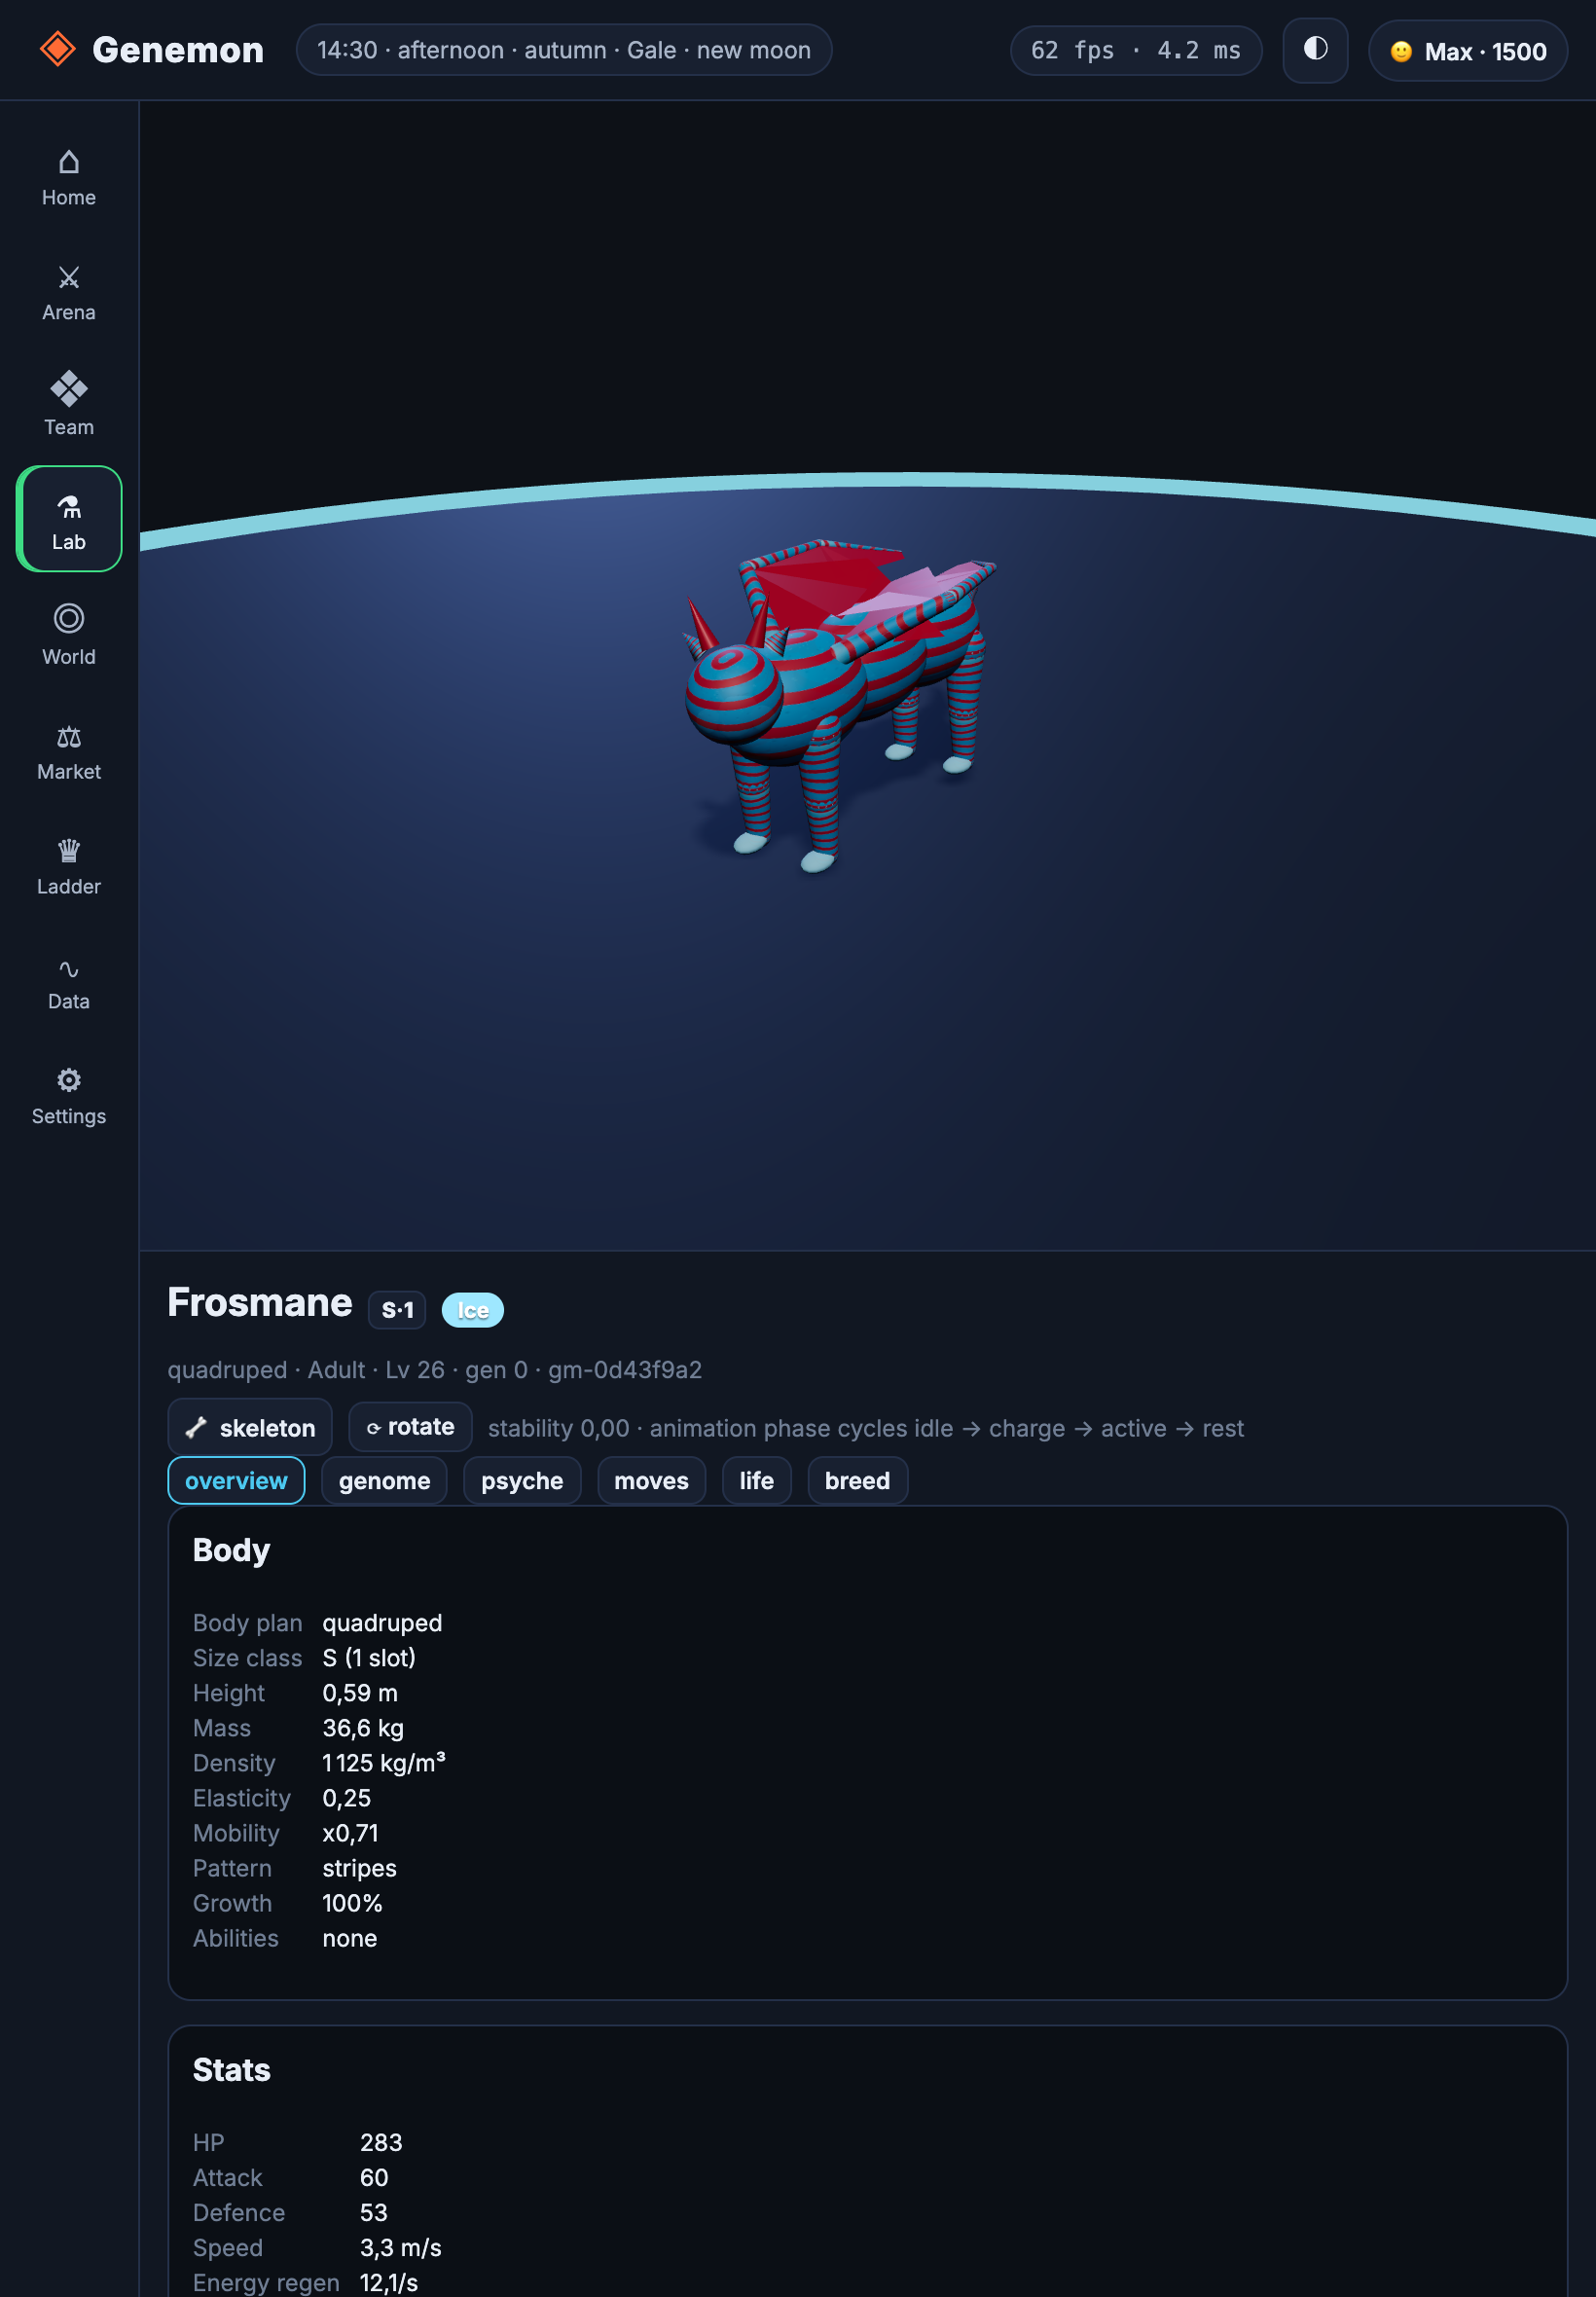 Genemon
14:30 · afternoon · autumn · Gale · new moon
62 fps · 4.2 ms
Max · 1500
Home
Arena
Team
Lab
World
Market
Ladder
Data
Settings
Frosmane S·1 Ice
quadruped · Adult · Lv 26 · gen 0 · gm-0d43f9a2
skeleton rotate stability 0,00 · animation phase cycles idle → charge → active → rest
overview genome psyche moves life breed
Body
Body plan quadruped
Size class S (1 slot)
Height 0,59 m
Mass 36,6 kg
Density 1 125 kg/m³
Elasticity 0,25
Mobility x0,71
Pattern stripes
Growth 100%
Abilities none
Stats
HP 283
Attack 60
Defence 53
Speed 3,3 m/s
Energy regen 12,1/s